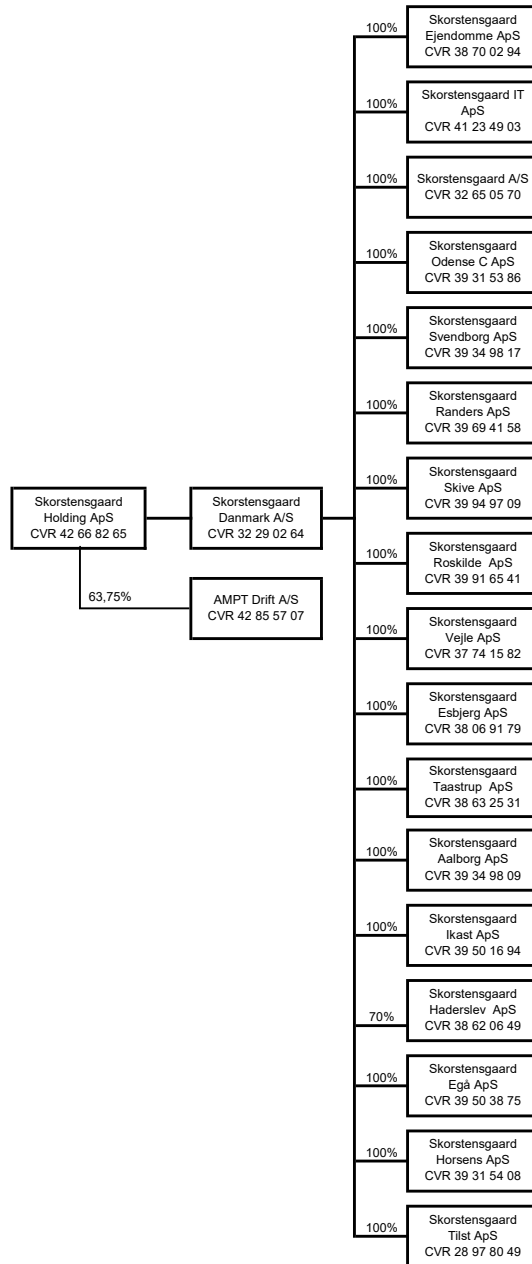 100%
Skorstensgaard
Ejendomme ApS
CVR 38 70 02 94
100%
Skorstensgaard IT
ApS
CVR 41 23 49 03
100%
Skorstensgaard A/S
CVR 32 65 05 70
100%
Skorstensgaard
Odense C ApS
CVR 39 31 53 86
100%
Skorstensgaard
Svendborg ApS
CVR 39 34 98 17
100%
Skorstensgaard
Randers ApS
CVR 39 69 41 58
Skorstensgaard
Holding ApS
CVR 42 66 82 65
Skorstensgaard
Danmark A/S
CVR 32 29 02 64
100%
Skorstensgaard
Skive ApS
CVR 39 94 97 09
63,75%
AMPT Drift A/S
CVR 42 85 57 07
100%
Skorstensgaard
Roskilde ApS
CVR 39 91 65 41
100%
Skorstensgaard
Vejle ApS
CVR 37 74 15 82
100%
Skorstensgaard
Esbjerg ApS
CVR 38 06 91 79
100%
Skorstensgaard
Taastrup ApS
CVR 38 63 25 31
100%
Skorstensgaard
Aalborg ApS
CVR 39 34 98 09
100%
Skorstensgaard
Ikast ApS
CVR 39 50 16 94
70%
Skorstensgaard
Haderslev ApS
CVR 38 62 06 49
100%
Skorstensgaard
Egå ApS
CVR 39 50 38 75
100%
Skorstensgaard
Horsens ApS
CVR 39 31 54 08
100%
Skorstensgaard
Tilst ApS
CVR 28 97 80 49